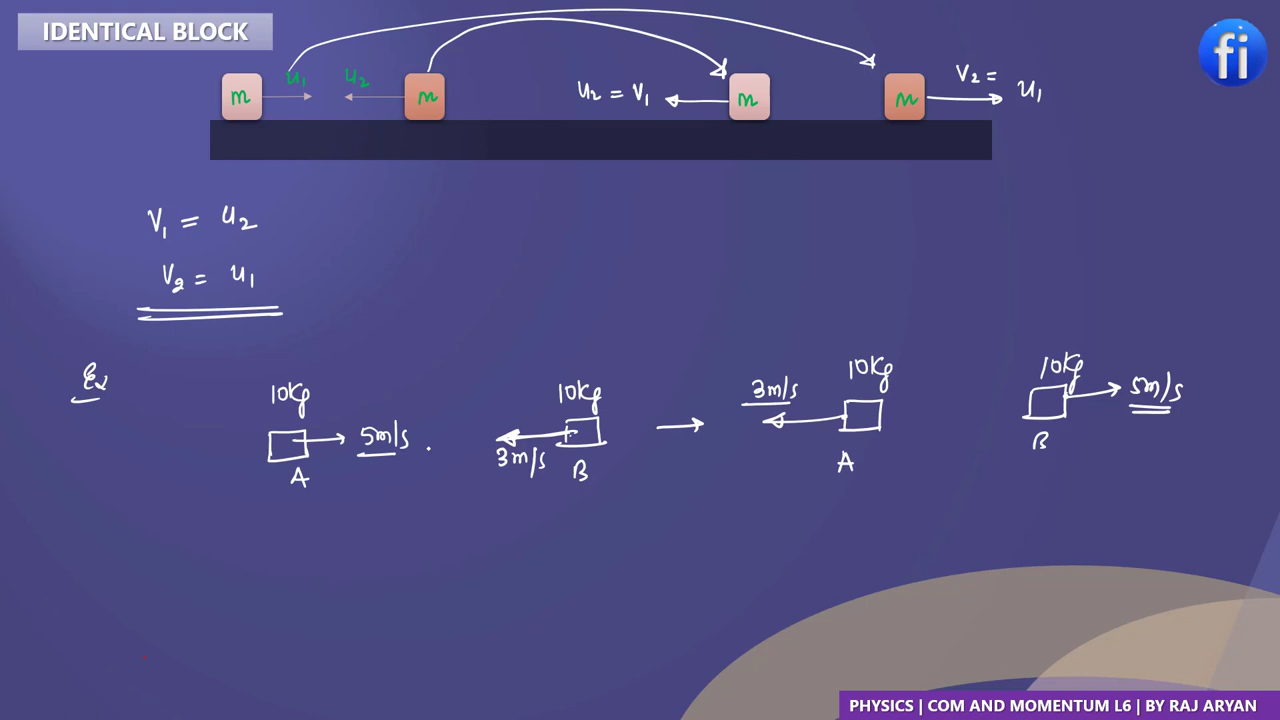 IDENTICAL BLOCK
fi
m u1 u2 m
u2 = v1 m
m v2 = u1
v1 = u2
v2 = u1
Ex
10kg 10kg 10kg 10kg
5m/s 3m/s 3m/s 5m/s
A B A B
PHYSICS | COM AND MOMENTUM L6 | BY RAJ ARYAN